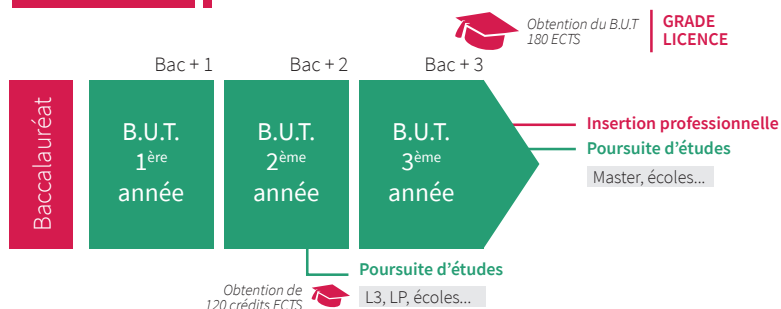 Obtention du B.U.T
180 ECTS
GRADE
LICENCE
Bac + 1
Bac + 2
Bac + 3
Baccalauréat
B.U.T.
1ère
année
B.U.T.
2ème
année
B.U.T.
3ème
année
Insertion professionnelle
Poursuite d'études
Master, écoles...
Poursuite d'études
L3, LP, écoles...
Obtention de
120 crédits ECTS